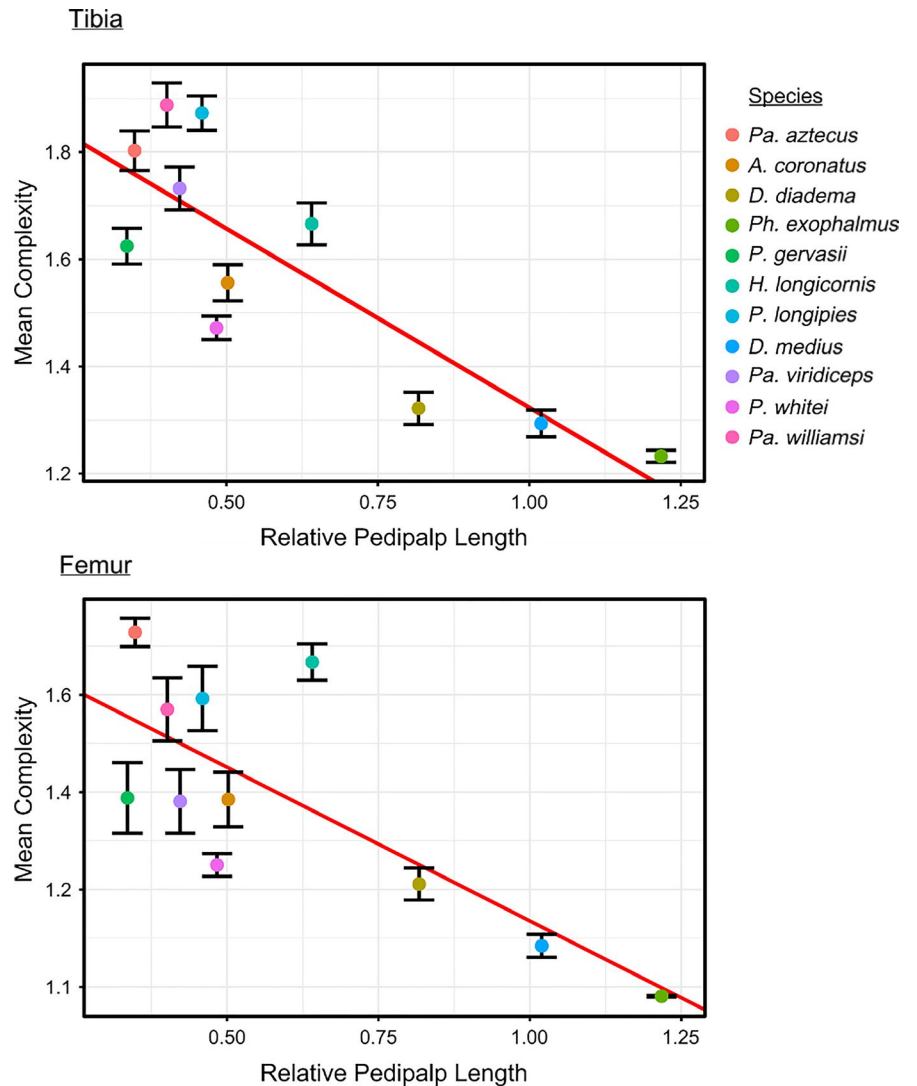 Tibia
Mean Complexity
1.8
1.6
1.4
1.2
0.50 0.75 1.00 1.25
Relative Pedipalp Length
Species
Pa. aztecus
A. coronatus
D. diadema
Ph. exophalmus
P. gervasii
H. longicornis
P. longipies
D. medius
Pa. viridiceps
P. whitei
Pa. williamsi
Femur
Mean Complexity
1.6
1.4
1.2
1.1
0.50 0.75 1.00 1.25
Relative Pedipalp Length